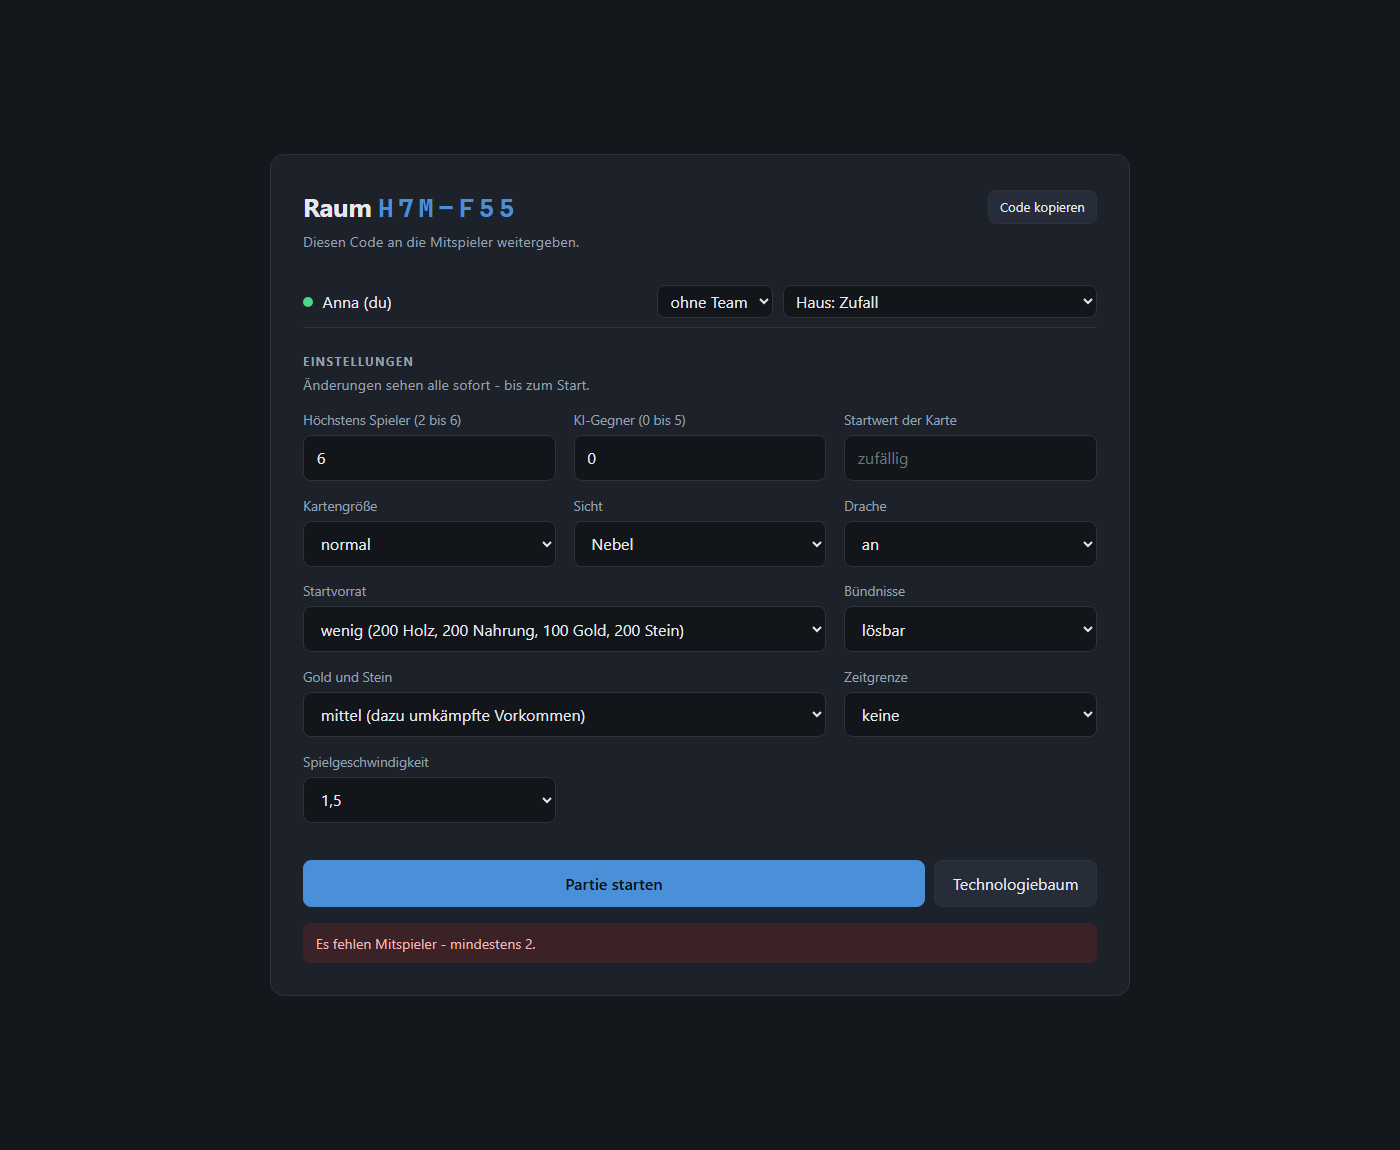 Raum H7M-F55
Code kopieren
Diesen Code an die Mitspieler weitergeben.
Anna (du)
ohne Team
Haus: Zufall
EINSTELLUNGEN
Änderungen sehen alle sofort - bis zum Start.
Höchstens Spieler (2 bis 6)
KI-Gegner (0 bis 5)
Startwert der Karte
6
0
zufällig
Kartengröße
Sicht
Drache
normal
Nebel
an
Startvorrat
Bündnisse
wenig (200 Holz, 200 Nahrung, 100 Gold, 200 Stein)
lösbar
Gold und Stein
Zeitgrenze
mittel (dazu umkämpfte Vorkommen)
keine
Spielgeschwindigkeit
1,5
Partie starten
Technologiebaum
Es fehlen Mitspieler - mindestens 2.